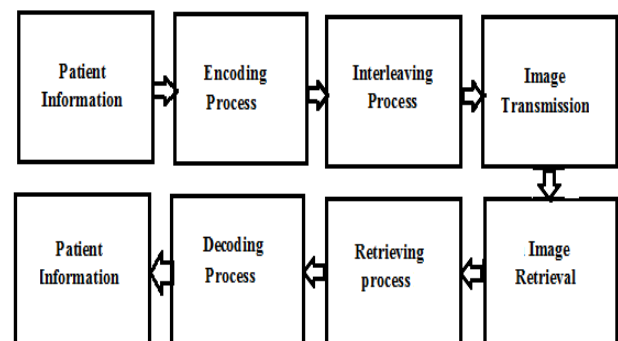 Patient
Information
Encoding
Process
Interleaving
Process
Image
Transmission
Patient
Information
Decoding
Process
Retrieving
process
Image
Retrieval